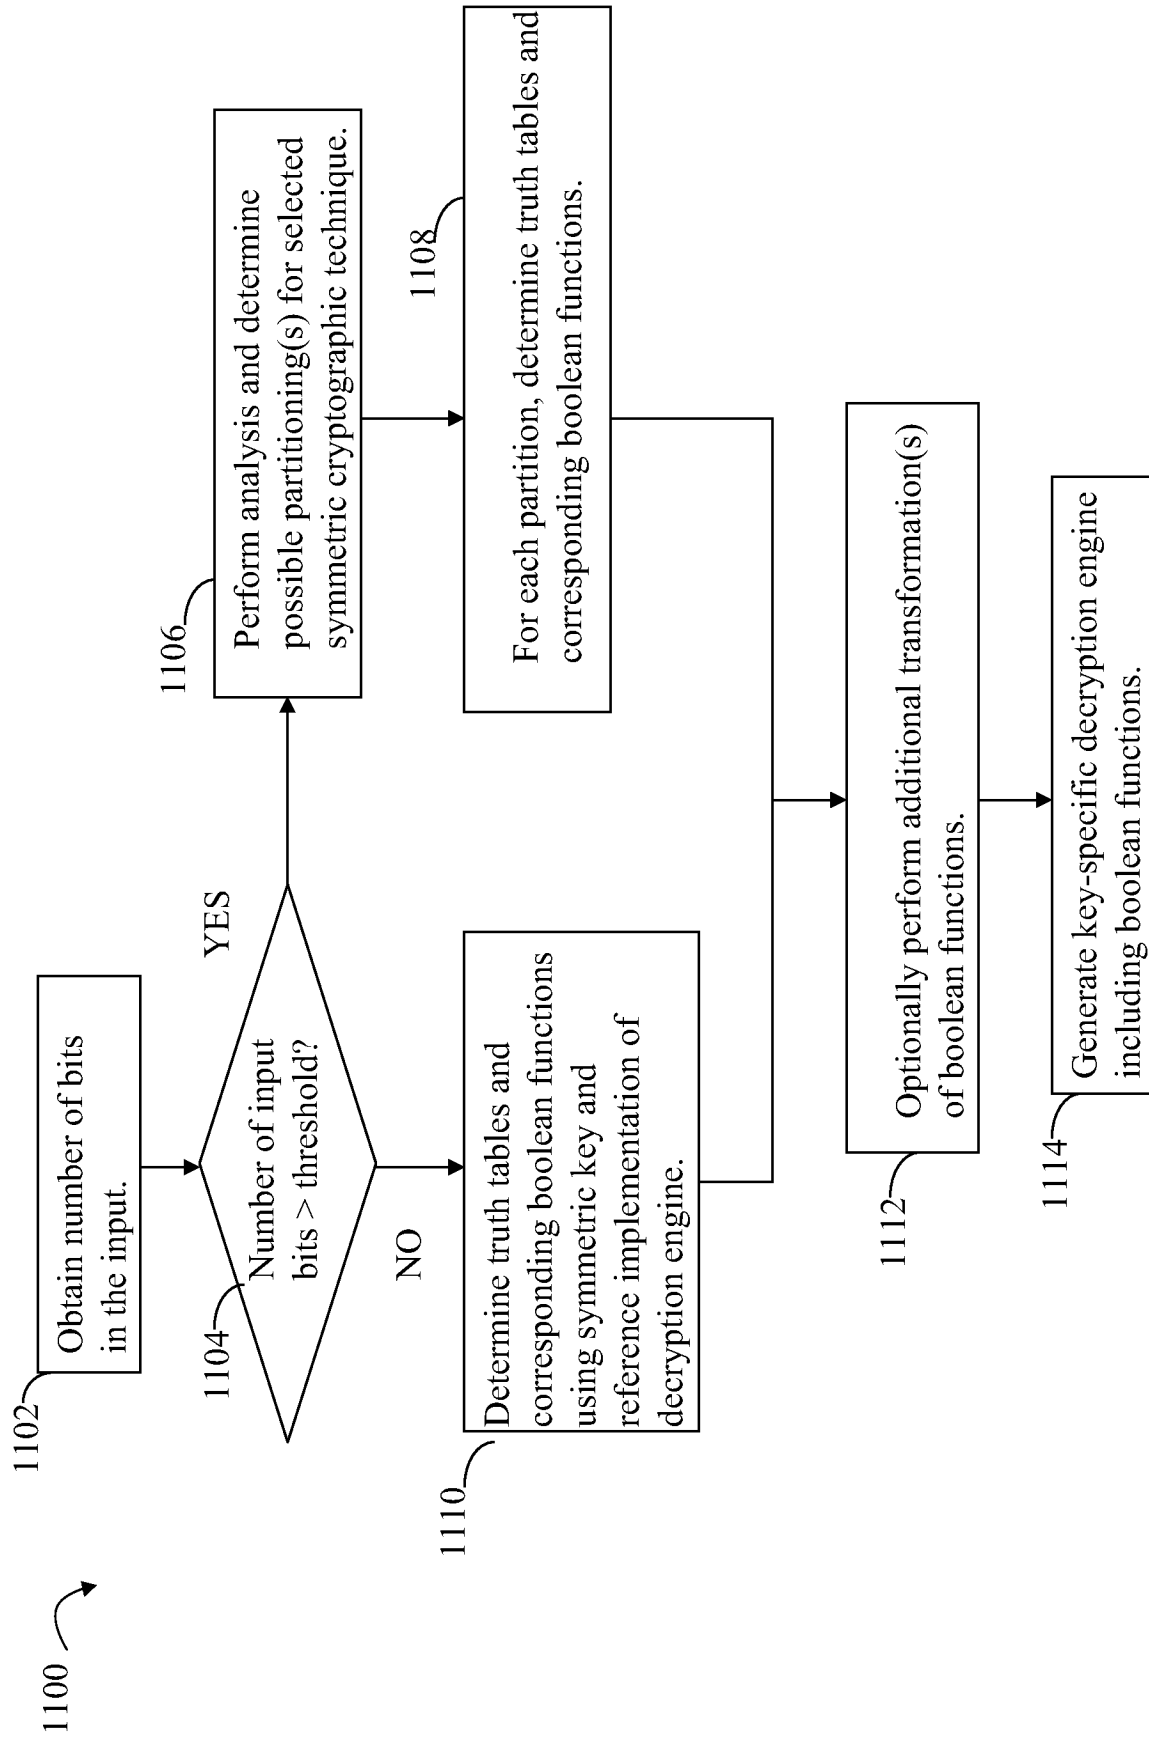 1100
1102
Obtain number of bits
in the input.
1104
Number of input
bits > threshold?
YES
NO
1106
Perform analysis and determine
possible partitioning(s) for selected
symmetric cryptographic technique.
1108
For each partition, determine truth tables and
corresponding boolean functions.
1110
Determine truth tables and
corresponding boolean functions
using symmetric key and
reference implementation of
decryption engine.
1112
Optionally perform additional transformation(s)
of boolean functions.
1114
Generate key-specific decryption engine
including boolean functions.